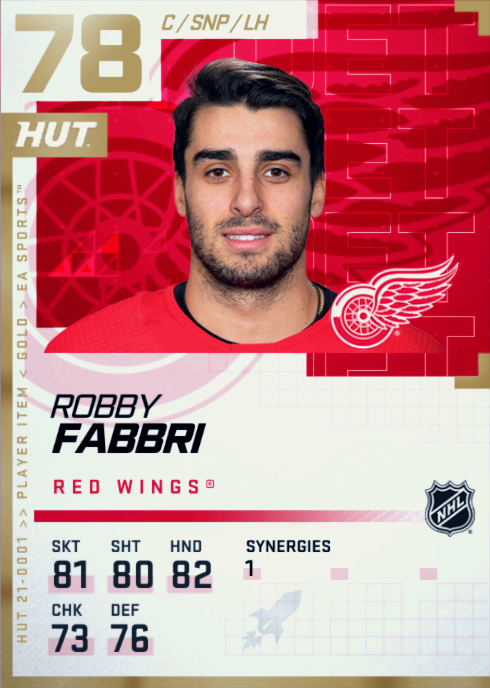 78
C / SNP / LH
HUT
HUT 21-0001 >> PLAYER ITEM < GOLD > EA SPORTS™
ROBBY
FABBRI
RED WINGS®
NHL
SKT SHT HND SYNERGIES
81 80 82 1
CHK DEF
73 76